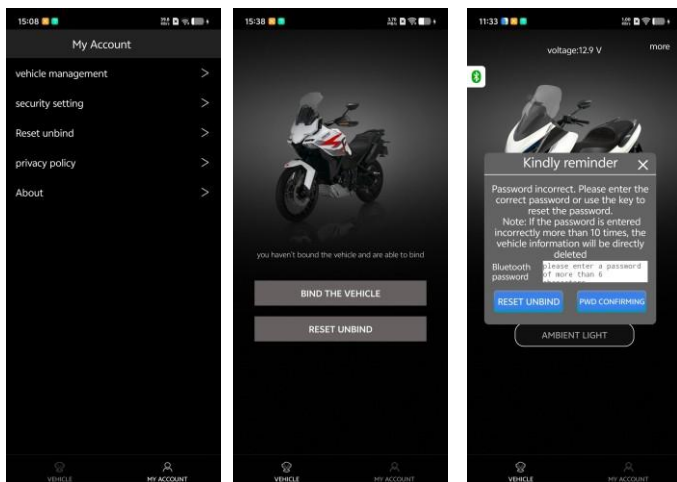 15:08
My Account
vehicle management >
security setting >
Reset unbind >
privacy policy >
About >
VEHICLE MY ACCOUNT
15:38
you haven't bound the vehicle and are able to bind
BIND THE VEHICLE
RESET UNBIND
VEHICLE MY ACCOUNT
11:33
voltage:12.9 V more
Kindly reminder
Password incorrect. Please enter the
correct password or use the key to
reset the password.
Note: If the password is entered
incorrectly more than 10 times, the
vehicle information will be directly
deleted
Bluetooth
password
please enter a password
of more than 6
RESET UNBIND PWD CONFIRMING
AMBIENT LIGHT
VEHICLE MY ACCOUNT